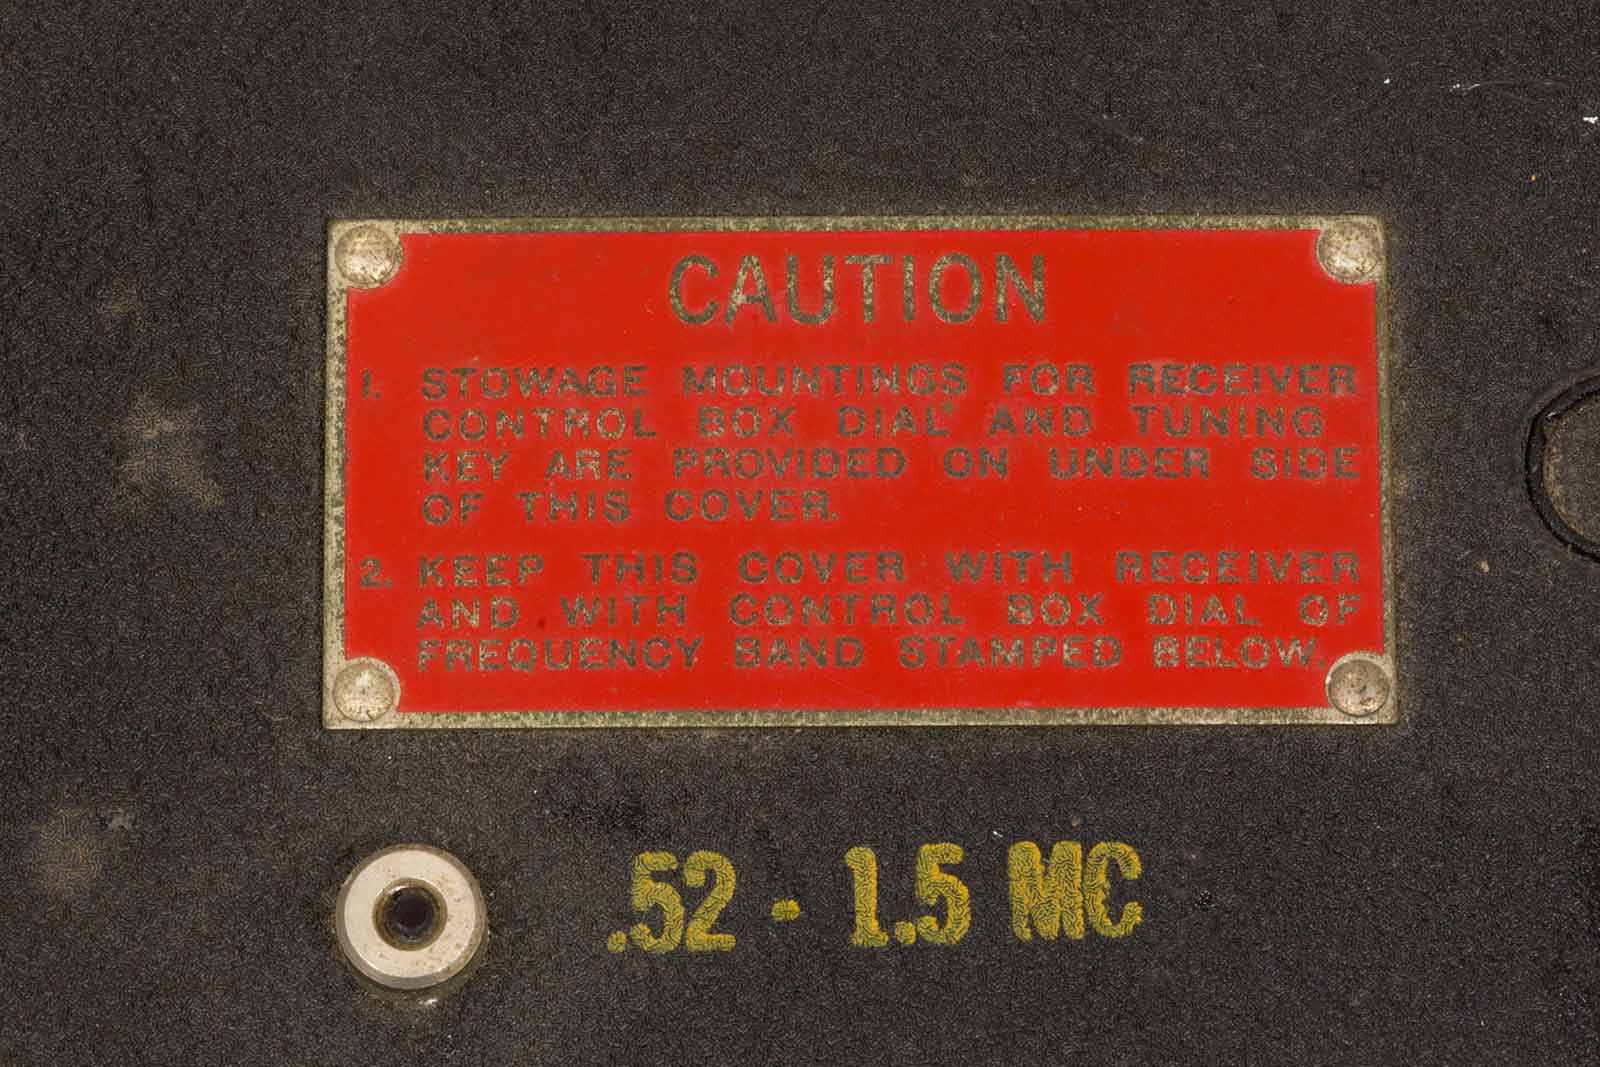 CAUTION
1. STOWAGE MOUNTINGS FOR RECEIVER
CONTROL BOX DIAL AND TUNING
KEY ARE PROVIDED ON UNDER SIDE
OF THIS COVER.
2. KEEP THIS COVER WITH RECEIVER
AND WITH CONTROL BOX DIAL OF
FREQUENCY BAND STAMPED BELOW.
.52 - 1.5 MC